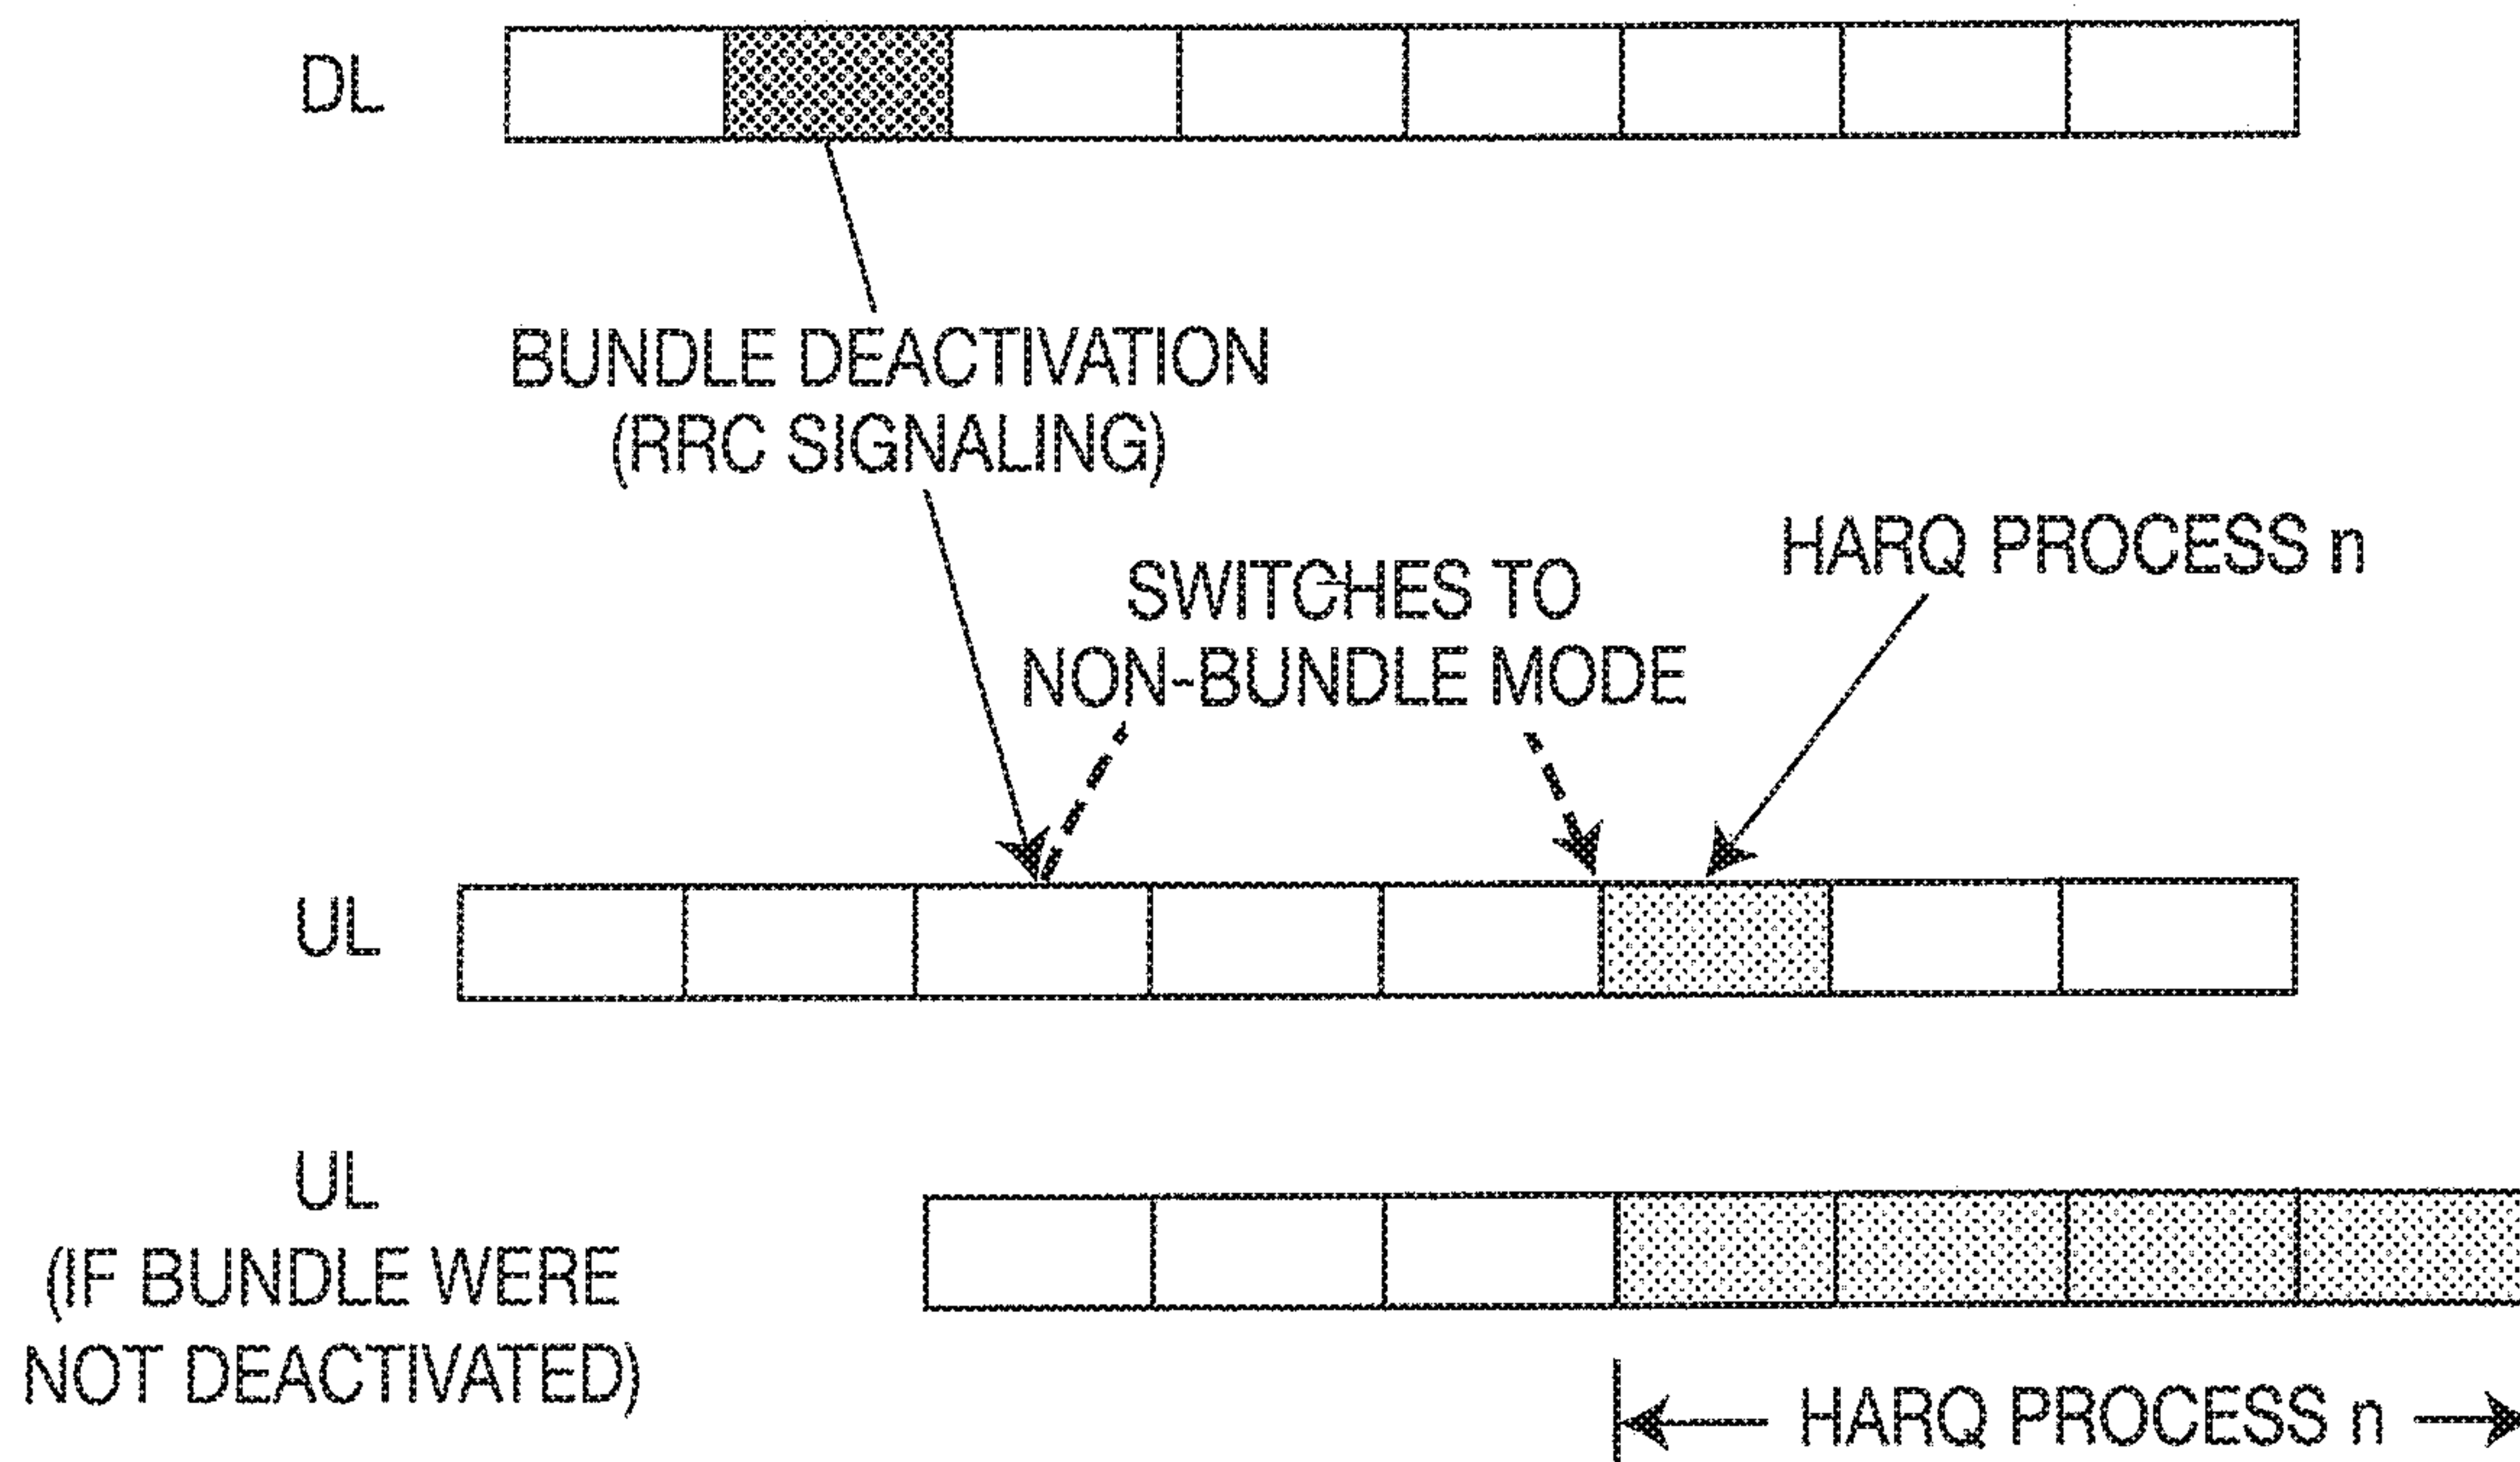 DL
BUNDLE DEACTIVATION
(RRC SIGNALING)
HARQ PROCESS n
SWITCHES TO
NON-BUNDLE MODE
UL
UL
(IF BUNDLE WERE
NOT DEACTIVATED)
HARQ PROCESS n